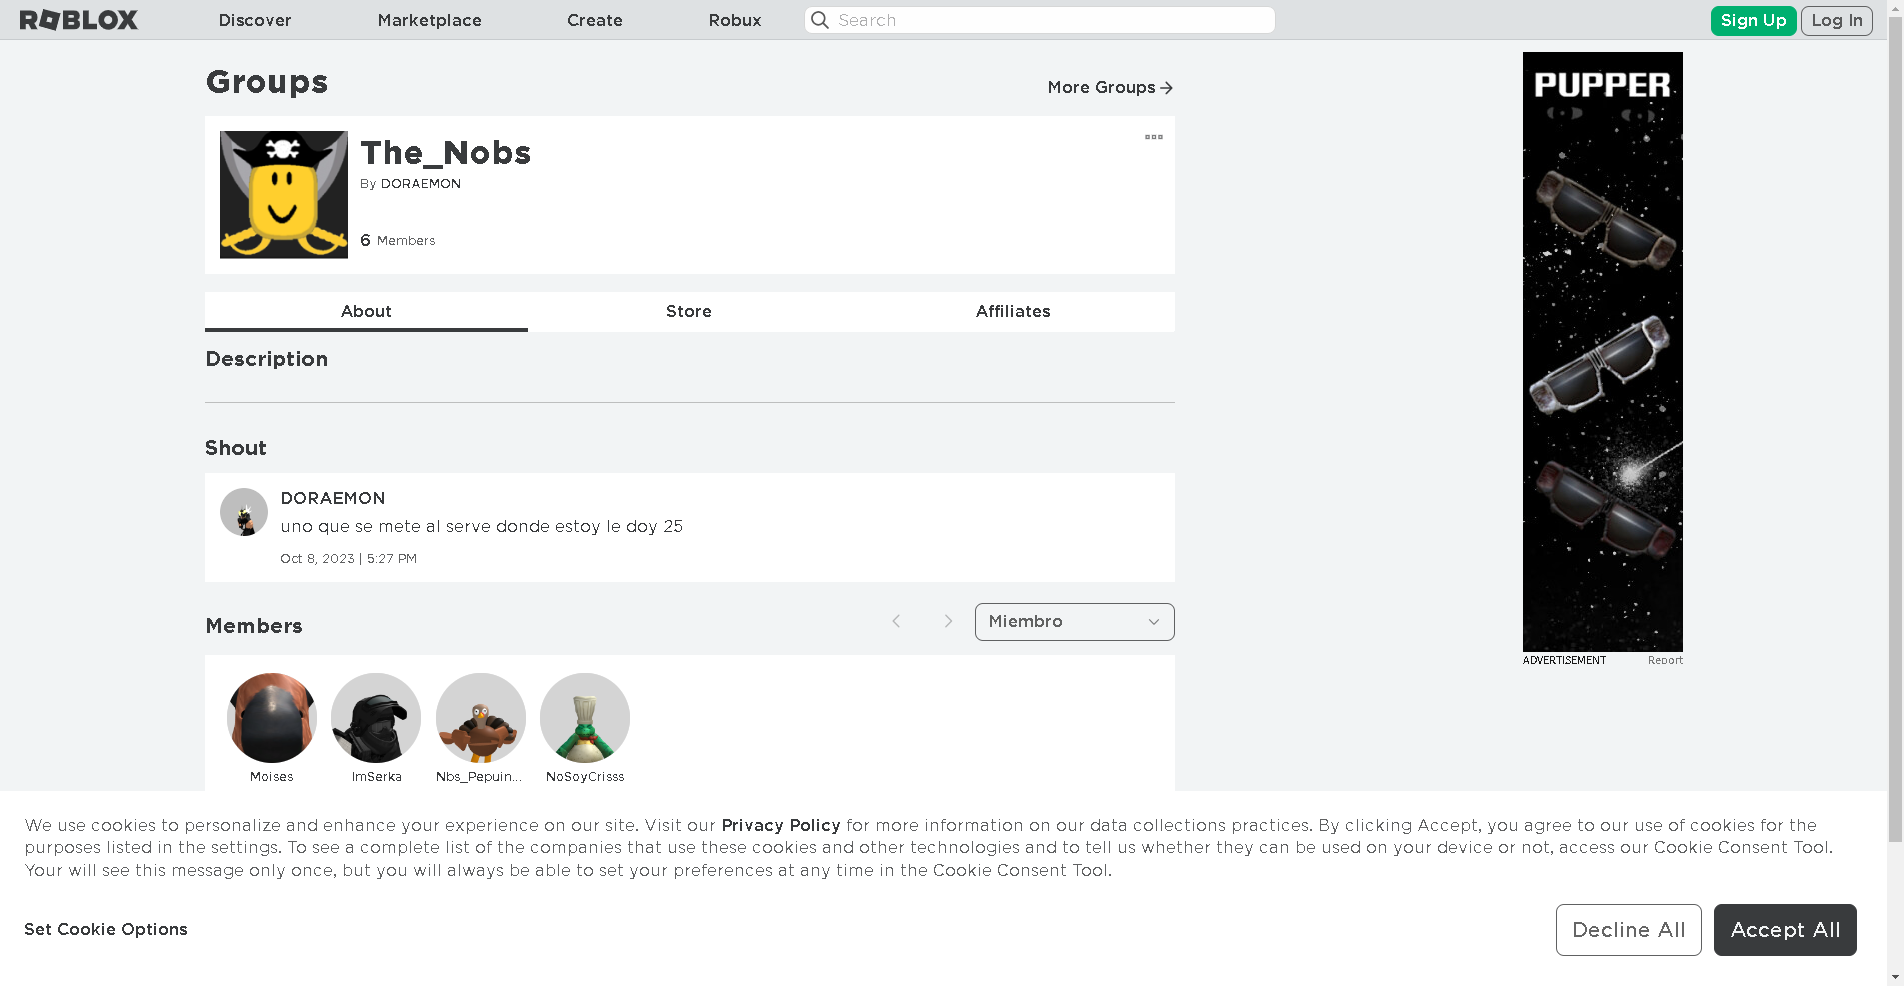 ROBLOX
Discover
Marketplace
Create
Robux
Search
Sign Up
Log In
Groups
More Groups
The_Nobs
By DORAEMON
6 Members
About
Store
Affiliates
Description
Shout
DORAEMON
uno que se mete al serve donde estoy le doy 25
Oct 8, 2023 | 5:27 PM
Members
Miembro
Moises
ImSerka
Nbs_Pepuin...
NoSoyCrisss
PUPPER
ADVERTISEMENT
Report
We use cookies to personalize and enhance your experience on our site. Visit our Privacy Policy for more information on our data collections practices. By clicking Accept, you agree to our use of cookies for the
purposes listed in the settings. To see a complete list of the companies that use these cookies and other technologies and to tell us whether they can be used on your device or not, access our Cookie Consent Tool.
Your will see this message only once, but you will always be able to set your preferences at any time in the Cookie Consent Tool.
Set Cookie Options
Decline All
Accept All